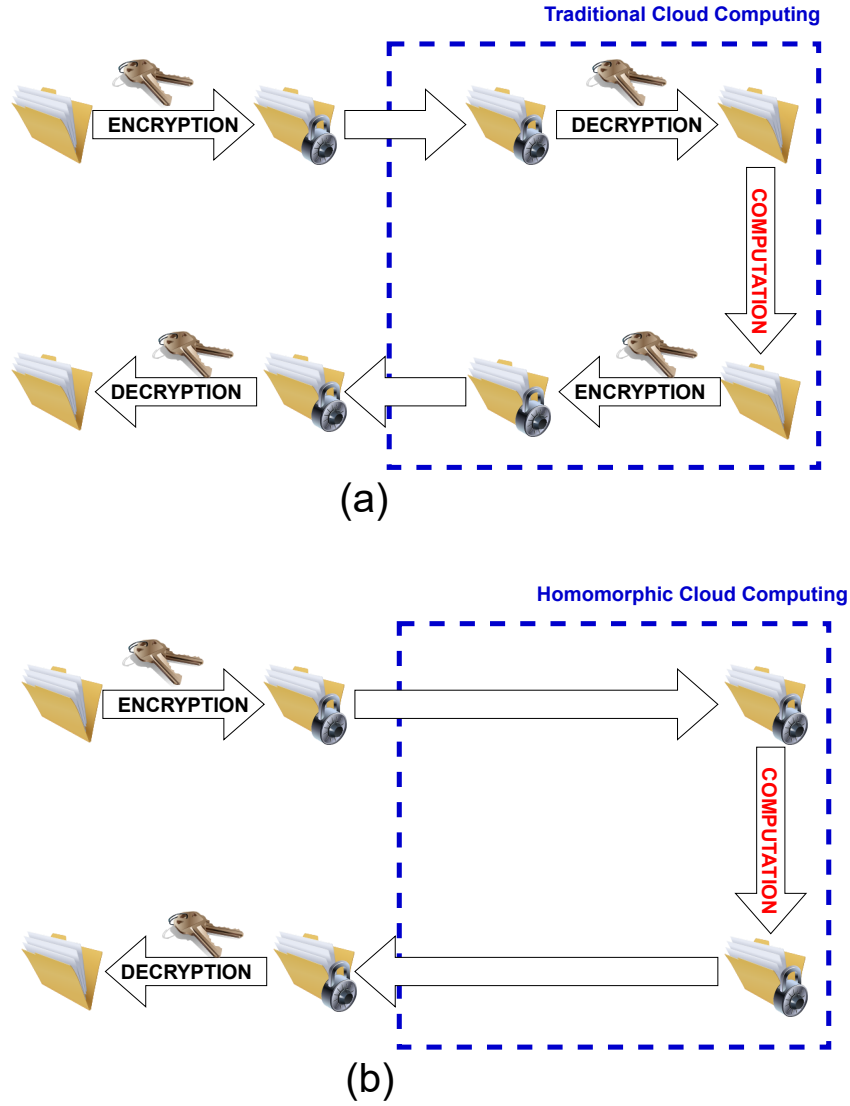 Traditional Cloud Computing
ENCRYPTION
DECRYPTION
COMPUTATION
DECRYPTION
ENCRYPTION
(a)
Homomorphic Cloud Computing
ENCRYPTION
COMPUTATION
DECRYPTION
(b)